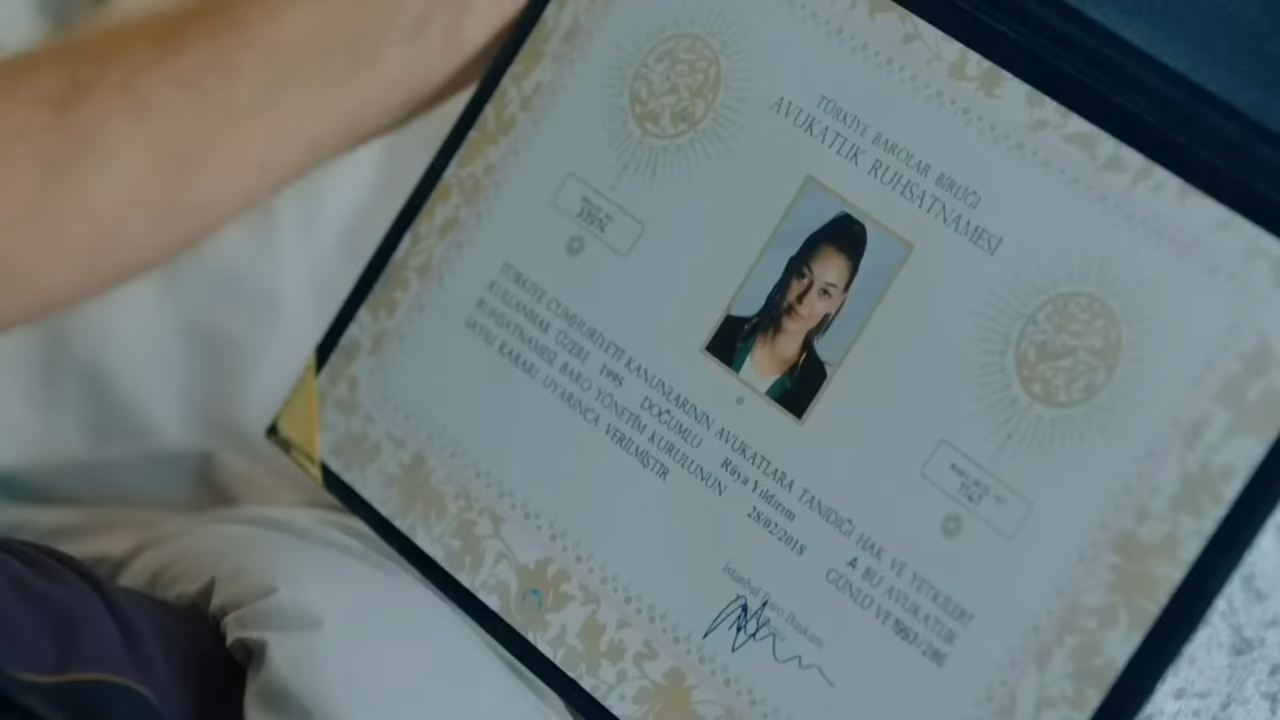 TÜRKİYE BAROLAR BİRLİĞİ
AVUKATLIK RUHSATNAMESİ
33974
TÜRKİYE CUMHURİYETİ KANUNLARININ AVUKATLARA TANIDIĞI HAK VE YETKİLERİ
KULLANMAK ÜZERE 1995 DOĞUMLU Rüya Yıldırım A BU AVUKATLIK
RUHSATNAMESİ, BARO YÖNETİM KURULUNUN 28/02/2018 GÜNLÜ VE
SAYILI KARARI UYARINCA VERİLMİŞTİR
İstanbul Baro Başkanı